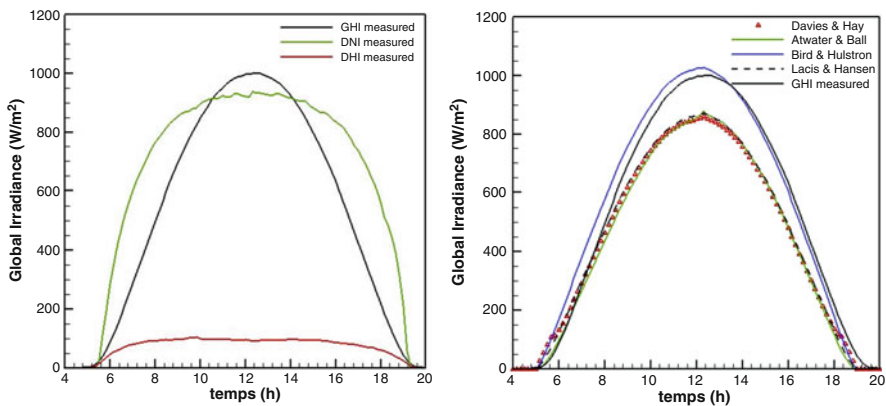 1200
1000
800
600
400
200
0
Global Irradiance (W/m²)
GHI measured
DNI measured
DHI measured
4 6 8 10 12 14 16 18 20
temps (h)
1200
1000
800
600
400
200
0
Global Irradiance (W/m²)
Davies & Hay
Atwater & Ball
Bird & Hulstron
Lacis & Hansen
GHI measured
4 6 8 10 12 14 16 18 20
temps (h)